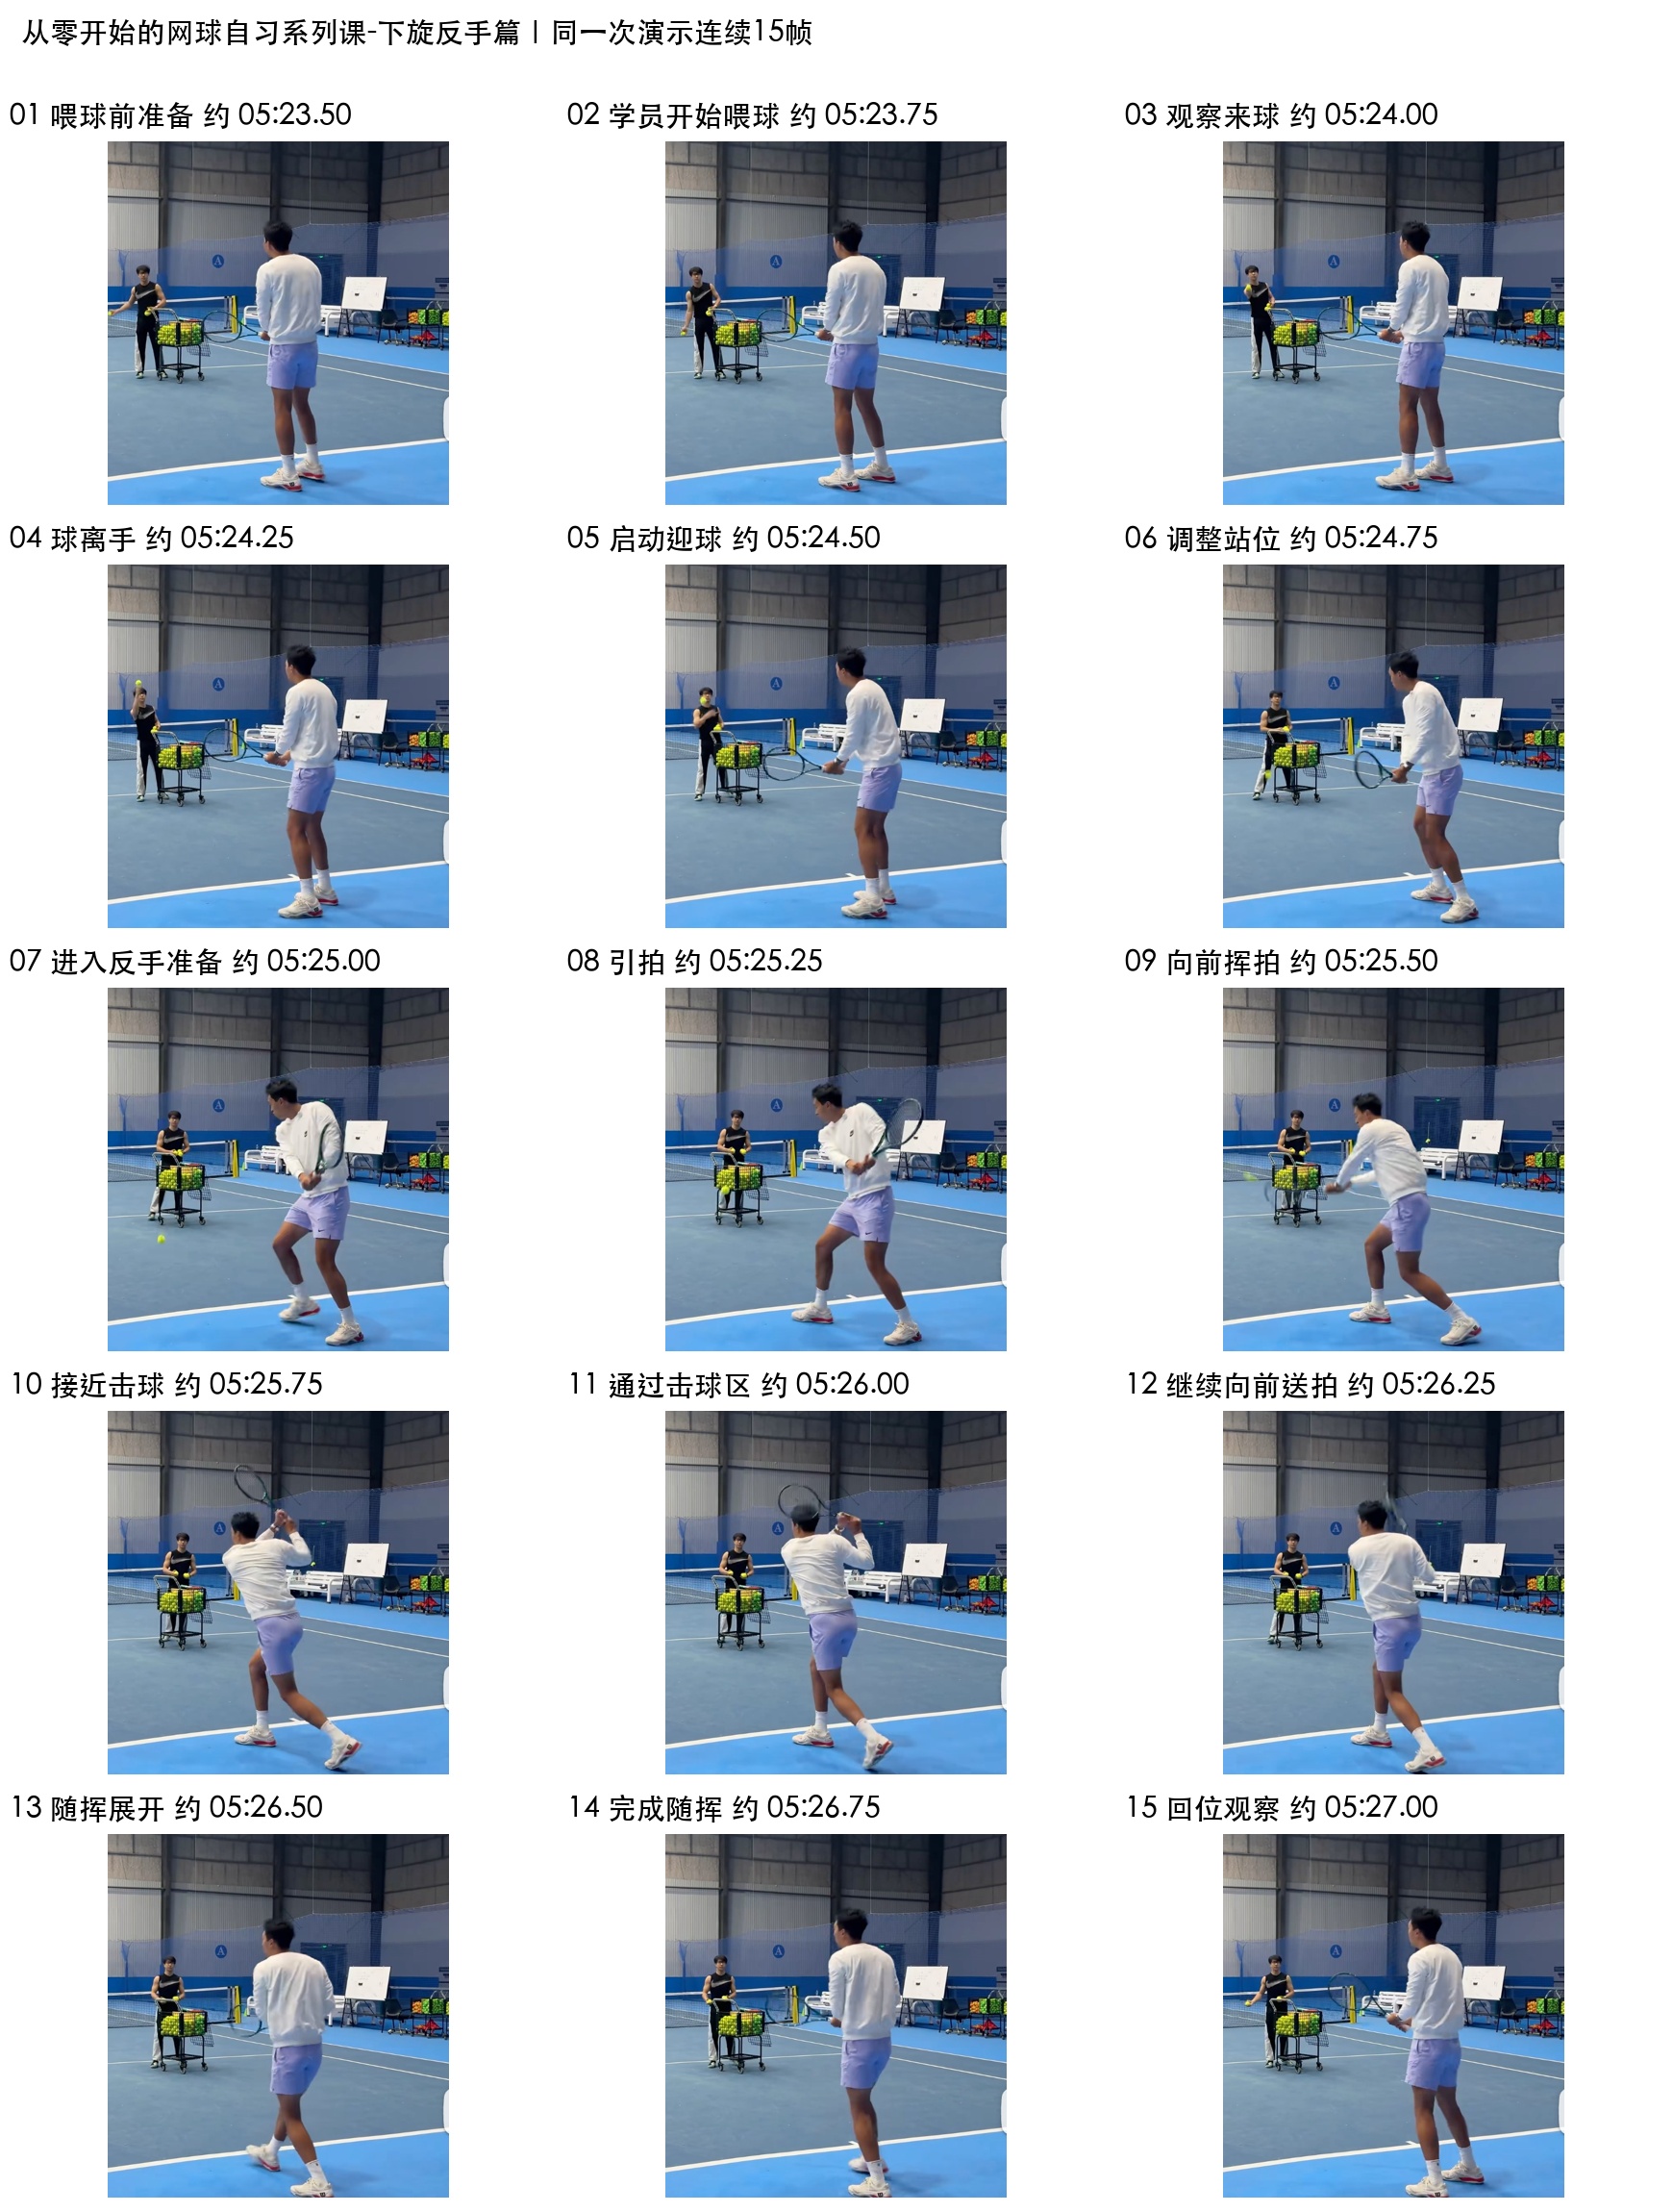 从零开始的网球自习系列课-下旋反手篇 | 同一次演示连续15帧
01 喂球前准备 约 05:23.50
02 学员开始喂球 约 05:23.75
03 观察来球 约 05:24.00
A
A
A
04 球离手 约 05:24.25
05 启动迎球 约 05:24.50
06 调整站位 约 05:24.75
A
A
A
07 进入反手准备 约 05:25.00
08 引拍 约 05:25.25
09 向前挥拍 约 05:25.50
A
A
A
10 接近击球 约 05:25.75
11 通过击球区 约 05:26.00
12 继续向前送拍 约 05:26.25
A
A
A
13 随挥展开 约 05:26.50
14 完成随挥 约 05:26.75
15 回位观察 约 05:27.00
A
A
A